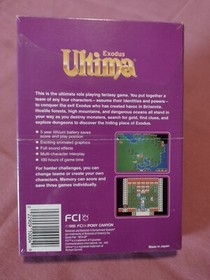 Exodus
Ultima
This is the ultimate role playing fantasy game. You put together a
team of any four characters - assume their identities and powers -
to conquer the evil Exodus who has created havoc in Britannia.
Hostile forests, high mountains, and dangerous oceans all stand in
your way as you destroy monsters, search for gold, find clues, and
explore dungeons to discover the hiding place of Exodus.
• 5 year lithium battery saves
score and play position
• Exciting animated graphics
• Full sound effects
• Multi-character interplay
• 100 hours of game time
For harder challenges, you can
change teams or create your own
characters. Memory can score and
save three games individually.
FCI
PONY CANYON
Made in Japan